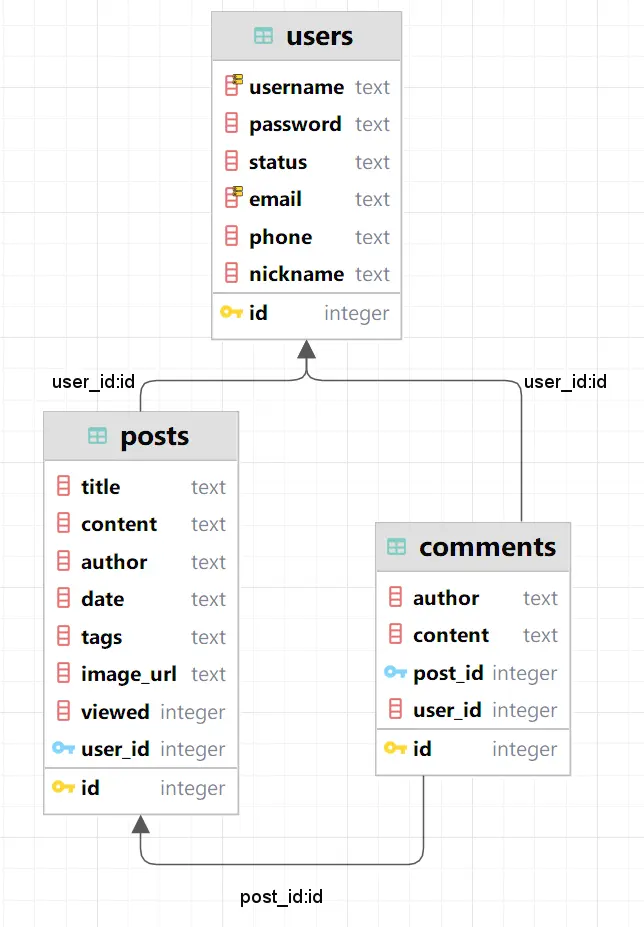 users
username text
password text
status text
email text
phone text
nickname text
id integer
user_id:id
user_id:id
posts
title text
content text
author text
date text
tags text
image_url text
viewed integer
user_id integer
id integer
comments
author text
content text
post_id integer
user_id integer
id integer
post_id:id